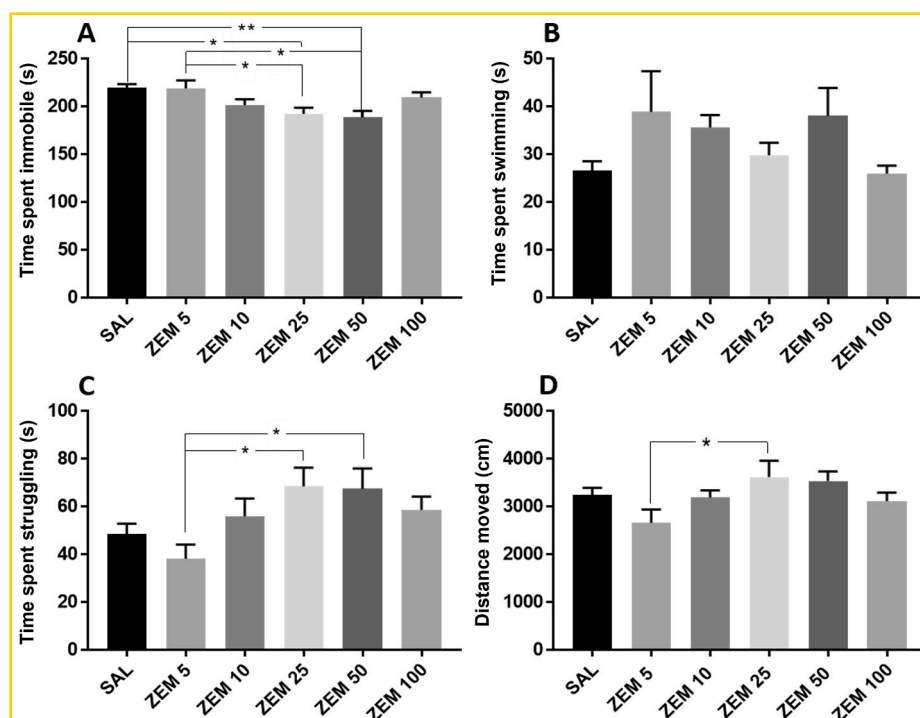 A
Time spent immobile (s)
250
200
150
100
50
0
**
*
*
*
SAL
ZEM 5
ZEM 10
ZEM 25
ZEM 50
ZEM 100
B
Time spent swimming (s)
50
40
30
20
10
0
SAL
ZEM 5
ZEM 10
ZEM 25
ZEM 50
ZEM 100
C
Time spent struggling (s)
100
80
60
40
20
0
*
*
SAL
ZEM 5
ZEM 10
ZEM 25
ZEM 50
ZEM 100
D
Distance moved (cm)
5000
4000
3000
2000
1000
0
*
SAL
ZEM 5
ZEM 10
ZEM 25
ZEM 50
ZEM 100